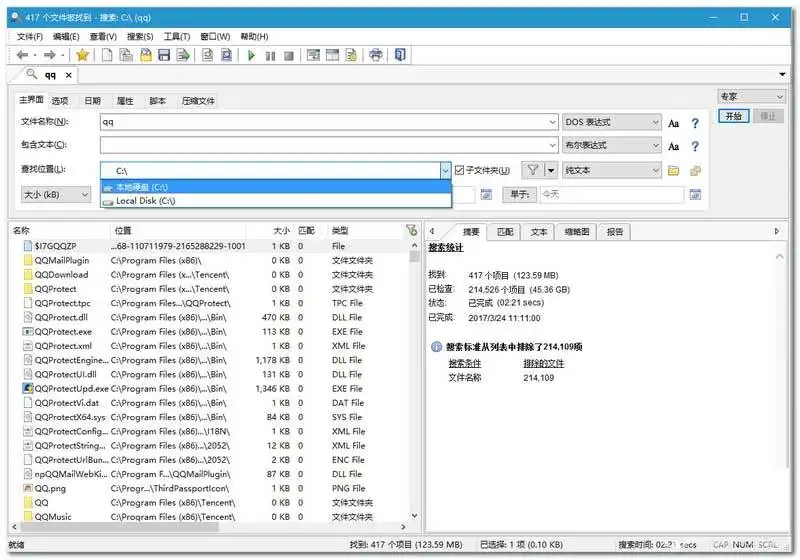 417 个文件被找到 - 搜索: C:\ (qq)
文件(F) 编辑(E) 查看(V) 搜索(S) 工具(T) 窗口(W) 帮助(H)
qq
主界面 选项 日期 属性 脚本 压缩文件 专家
文件名称(N): qq DOS 表达式 Aa ? 开始 停止
包含文本(C): 布尔表达式 Aa ?
查找位置(L): C:\ 子文件夹(U) 纯文本
大小 (kB) 本地硬盘 (C:\) 早于: 今天
Local Disk (C:\)
名称 位置 大小 匹配 类型
$I7GQQZP ...68-110711979-2165288229-1001 1 KB 0 File
QQMailPlugin C:\Program Files (x86)\ 0 KB 0 文件文件夹
QQDownload C:\Program Files (x...\Tencent\ 0 KB 0 文件文件夹
QQProtect C:\Program Files (x...\Tencent\ 0 KB 0 文件文件夹
QQProtect.tpc C:\Program Files...\QQProtect\ 1 KB 0 TPC File
QQProtect.dll C:\Program Files (x86)\...\Bin\ 470 KB 0 DLL File
QQProtect.exe C:\Program Files (x86)\...\Bin\ 113 KB 0 EXE File
QQProtect.xml C:\Program Files (x86)\...\Bin\ 1 KB 0 XML File
QQProtectEngine... C:\Program Files (x86)\...\Bin\ 1,178 KB 0 DLL File
QQProtectUI.dll C:\Program Files (x86)\...\Bin\ 131 KB 0 DLL File
QQProtectUpd.exe C:\Program Files (x86)\...\Bin\ 1,346 KB 0 EXE File
QQProtectVi.dat C:\Program Files (x86)\...\Bin\ 1 KB 0 DAT File
QQProtectX64.sys C:\Program Files (x86)\...\Bin\ 84 KB 0 SYS File
QQProtectConfig... C:\Program Files (x86)\...\I18N\ 1 KB 0 XML File
QQProtectString... C:\Program Files (x86)\...\2052\ 12 KB 0 XML File
QQProtectUrlBun... C:\Program Files (x86)\...\2052\ 2 KB 0 ENC File
npQQMailWebKi... C:\Program F...\QQMailPlugin\ 87 KB 0 DLL File
QQ.png C:\Progr...\ThirdPassportIcon\ 1 KB 0 PNG File
QQ C:\Program Files (x86)\Tencent\ 0 KB 0 文件文件夹
QQMusic C:\Program Files (x86)\Tencent\ 0 KB 0 文件文件夹
摘要 匹配 文本 缩略图 报告
搜索统计
找到: 417 个项目 (123.59 MB)
已检查: 214,526 个项目 (45.36 GB)
状态: 已完成 (02:21 secs)
已完成: 2017/3/24 11:11:00
搜索标准从列表中排除了214,109项
搜索条件 排除的文件
文件名称 214,109
就绪 找到: 417 个项目 (123.59 MB) 已选择: 1 项 (0.10 KB) 搜索时间: 02:21 secs CAP NUM SCRL